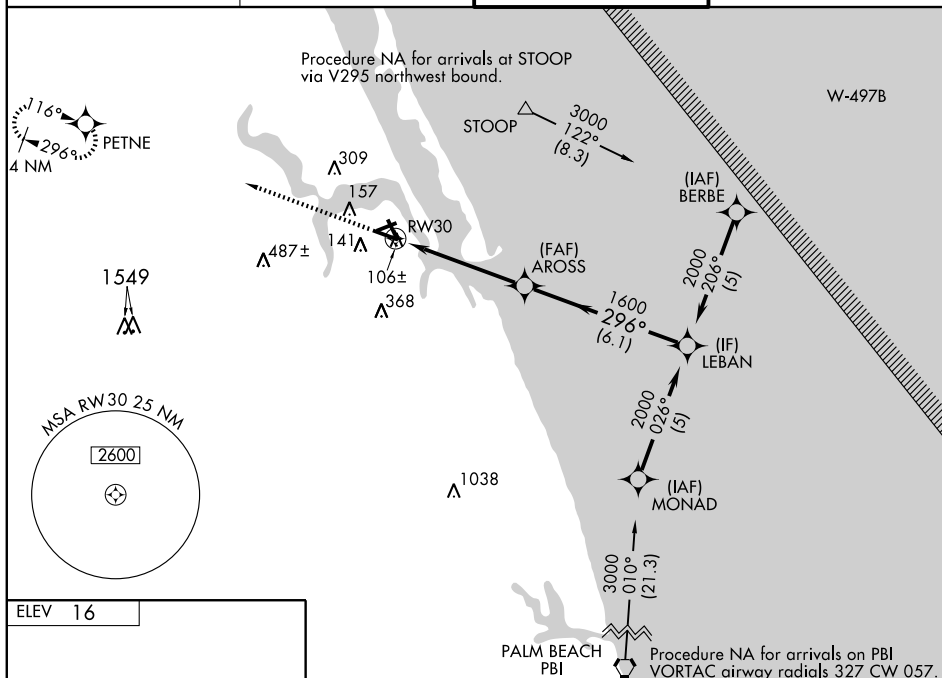 Procedure NA for arrivals at STOOP
via V295 northwest bound.
W-497B
116°
296°
4 NM
PETNE
STOOP
3000
122°
(8.3)
309
157
141
RW30
487±
106±
368
(IAF)
BERBE
2000
206°
(5)
(FAF)
AROSS
1600
296°
(6.1)
(IF)
LEBAN
1549
MSA RW30 25 NM
2600
2000
026°
(5)
1038
(IAF)
MONAD
3000
010°
(21.3)
ELEV 16
PALM BEACH
PBI
Procedure NA for arrivals on PBI
VORTAC airway radials 327 CW 057.